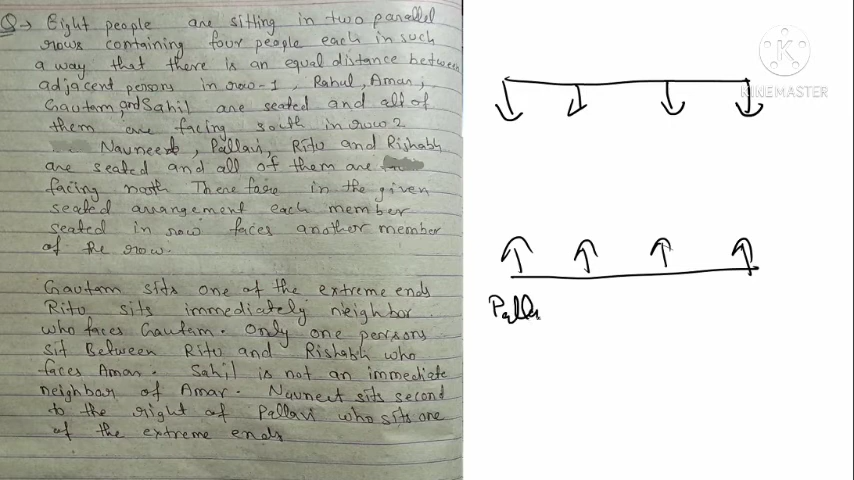 Q→ Eight people are sitting in two parallel
rows containing four people each in such
a way that there is an equal distance between
adjacent persons in row-1, Rahul, Aman,
Gautam, and Sahil are seated and all of
them are facing south in row 2
Navneet, Pallavi, Ritu and Rishabh
are seated and all of them are
facing north There fore in the given
seated arrangement each member
seated in row faces another member
of the row.
Gautam sits one of the extreme ends
Ritu sits immediately neighbor
who faces Gautam. Only one persons
sit Between Ritu and Rishabh who
faces Aman. Sahil is not an immediate
neighbar of Aman. Navneet sits second
to the right of Pallavi who sits one
of the extreme ends
K
KINEMASTER
Palla